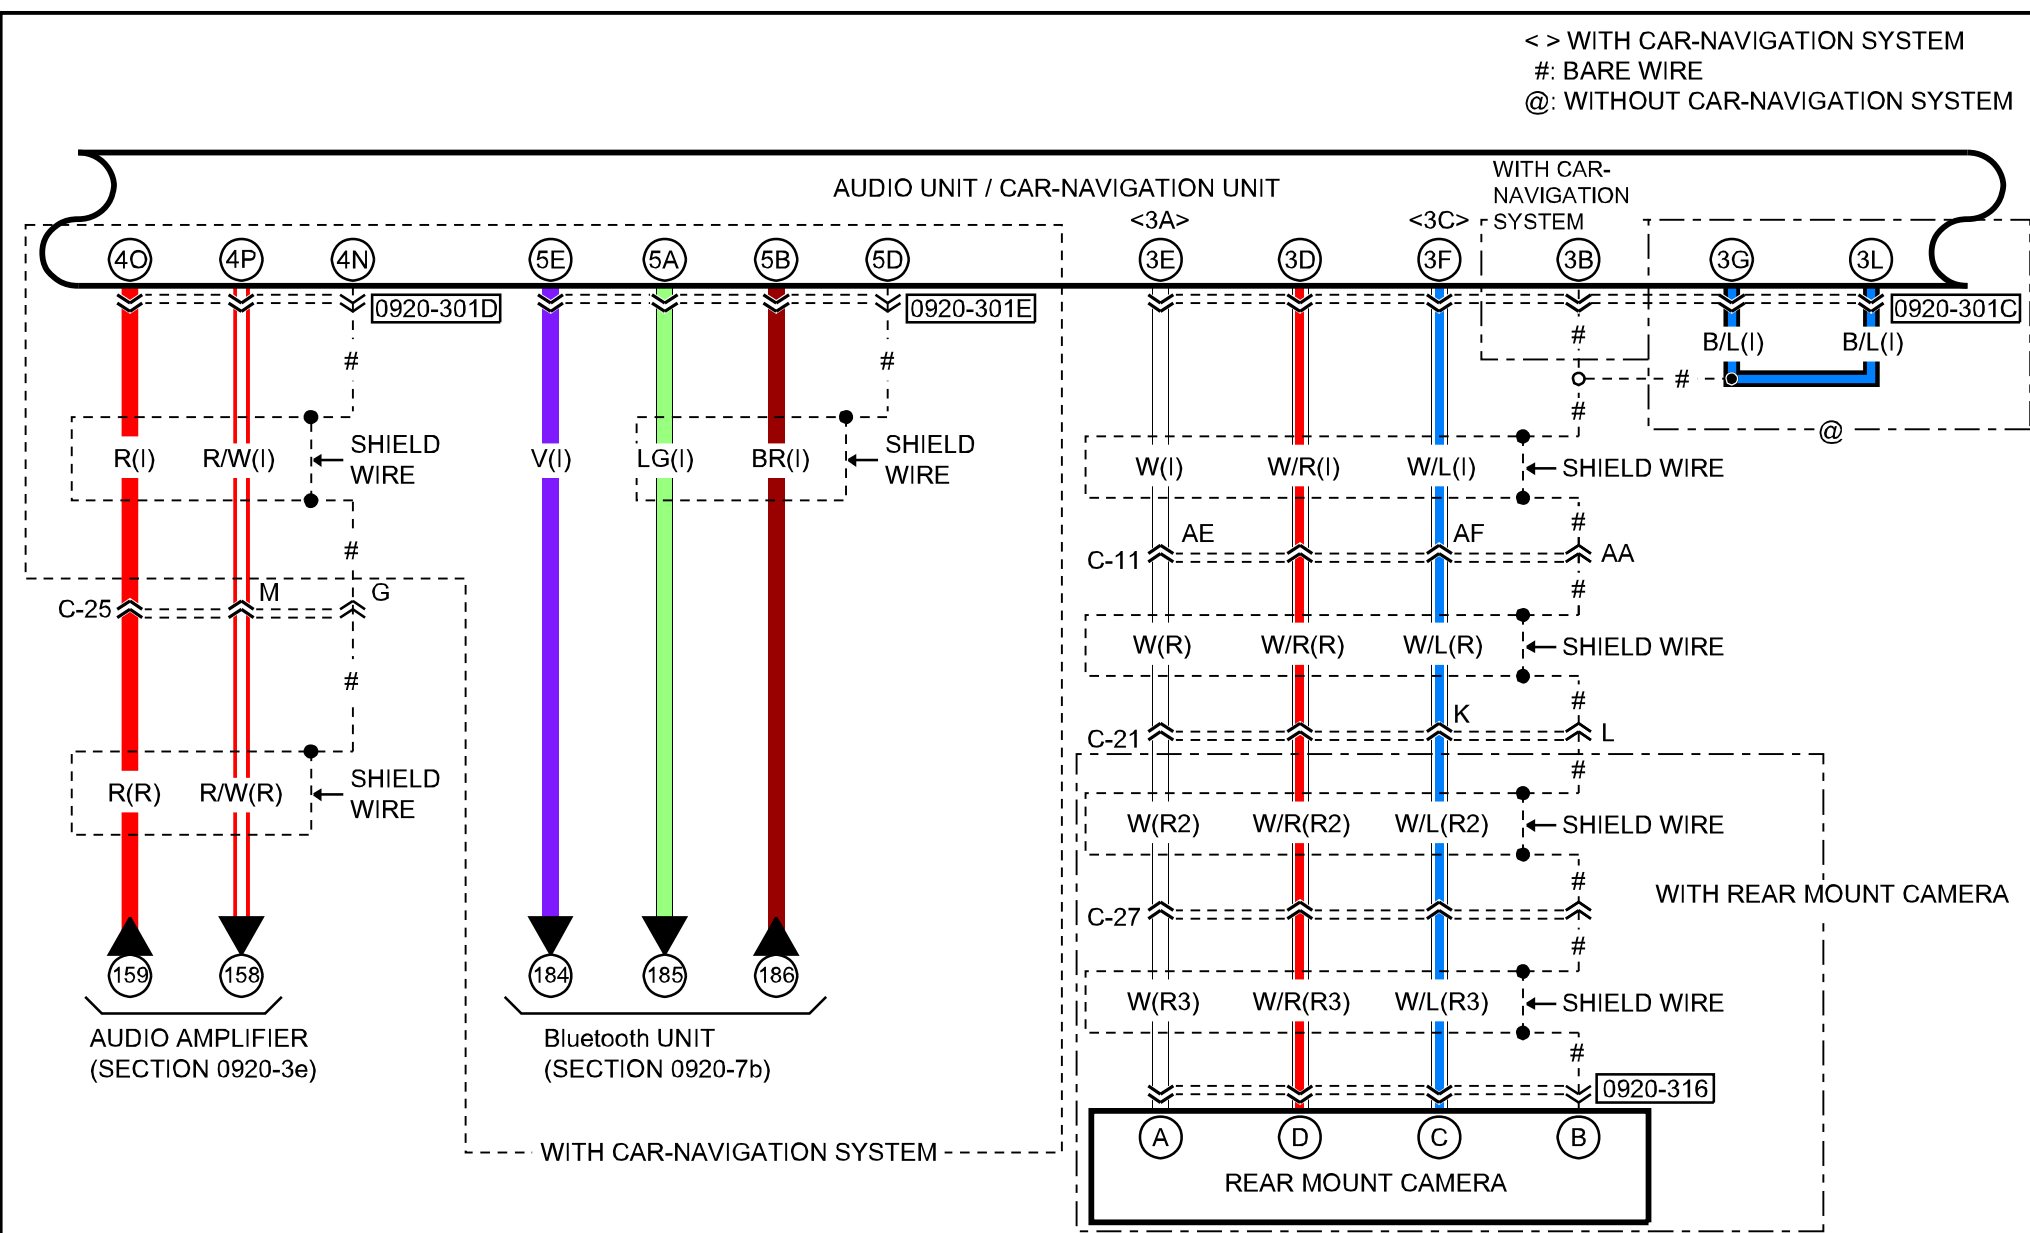 < > WITH CAR-NAVIGATION SYSTEM
#: BARE WIRE
@: WITHOUT CAR-NAVIGATION SYSTEM
AUDIO UNIT / CAR-NAVIGATION UNIT
WITH CAR-
NAVIGATION
SYSTEM
<3A> <3C>
4O 4P 4N 5E 5A 5B 5D 3E 3D 3F 3B 3G 3L
0920-301D 0920-301E 0920-301C
# # # B/L(I) B/L(I)
#
#
@
R(I) R/W(I) SHIELD
WIRE
V(I) LG(I) BR(I) SHIELD
WIRE
W(I) W/R(I) W/L(I) SHIELD WIRE
# #
C-11 AE AF AA
#
C-25 M G
W(R) W/R(R) W/L(R) SHIELD WIRE
# #
C-21 K L
#
R(R) R/W(R) SHIELD
WIRE
W(R2) W/R(R2) W/L(R2) SHIELD WIRE
#
WITH REAR MOUNT CAMERA
C-27
#
159 158 184 185 186
W(R3) W/R(R3) W/L(R3) SHIELD WIRE
#
AUDIO AMPLIFIER
(SECTION 0920-3e)
Bluetooth UNIT
(SECTION 0920-7b)
0920-316
A D C B
WITH CAR-NAVIGATION SYSTEM
REAR MOUNT CAMERA